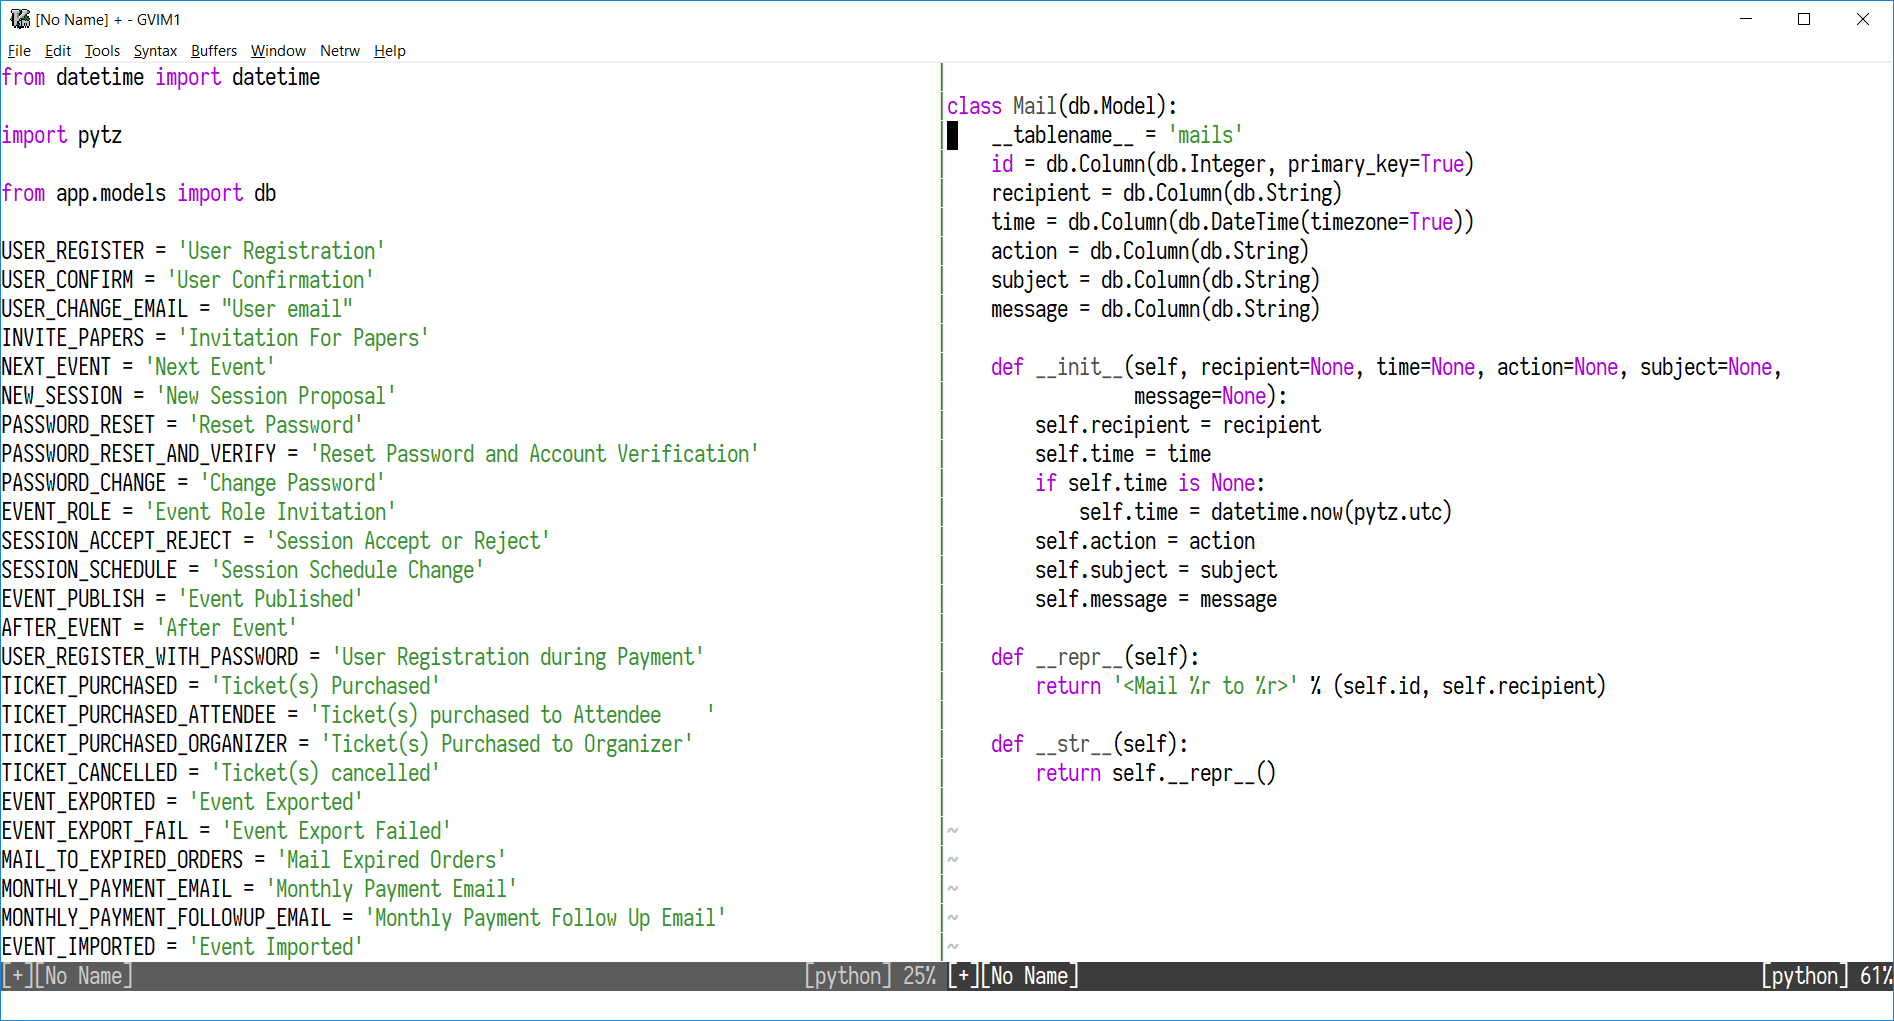 [No Name] + - GVIM1
File Edit Tools Syntax Buffers Window Netrw Help
from datetime import datetime

import pytz

from app.models import db

USER_REGISTER = 'User Registration'
USER_CONFIRM = 'User Confirmation'
USER_CHANGE_EMAIL = "User email"
INVITE_PAPERS = 'Invitation For Papers'
NEXT_EVENT = 'Next Event'
NEW_SESSION = 'New Session Proposal'
PASSWORD_RESET = 'Reset Password'
PASSWORD_RESET_AND_VERIFY = 'Reset Password and Account Verification'
PASSWORD_CHANGE = 'Change Password'
EVENT_ROLE = 'Event Role Invitation'
SESSION_ACCEPT_REJECT = 'Session Accept or Reject'
SESSION_SCHEDULE = 'Session Schedule Change'
EVENT_PUBLISH = 'Event Published'
AFTER_EVENT = 'After Event'
USER_REGISTER_WITH_PASSWORD = 'User Registration during Payment'
TICKET_PURCHASED = 'Ticket(s) Purchased'
TICKET_PURCHASED_ATTENDEE = 'Ticket(s) purchased to Attendee    '
TICKET_PURCHASED_ORGANIZER = 'Ticket(s) Purchased to Organizer'
TICKET_CANCELLED = 'Ticket(s) cancelled'
EVENT_EXPORTED = 'Event Exported'
EVENT_EXPORT_FAIL = 'Event Export Failed'
MAIL_TO_EXPIRED_ORDERS = 'Mail Expired Orders'
MONTHLY_PAYMENT_EMAIL = 'Monthly Payment Email'
MONTHLY_PAYMENT_FOLLOWUP_EMAIL = 'Monthly Payment Follow Up Email'
EVENT_IMPORTED = 'Event Imported'
[+][No Name] [python] 25%

class Mail(db.Model):
    __tablename__ = 'mails'
    id = db.Column(db.Integer, primary_key=True)
    recipient = db.Column(db.String)
    time = db.Column(db.DateTime(timezone=True))
    action = db.Column(db.String)
    subject = db.Column(db.String)
    message = db.Column(db.String)

    def __init__(self, recipient=None, time=None, action=None, subject=None,
                 message=None):
        self.recipient = recipient
        self.time = time
        if self.time is None:
            self.time = datetime.now(pytz.utc)
        self.action = action
        self.subject = subject
        self.message = message

    def __repr__(self):
        return '<Mail %r to %r>' % (self.id, self.recipient)

    def __str__(self):
        return self.__repr__()

~
~
~
~
~
[+][No Name] [python] 61%